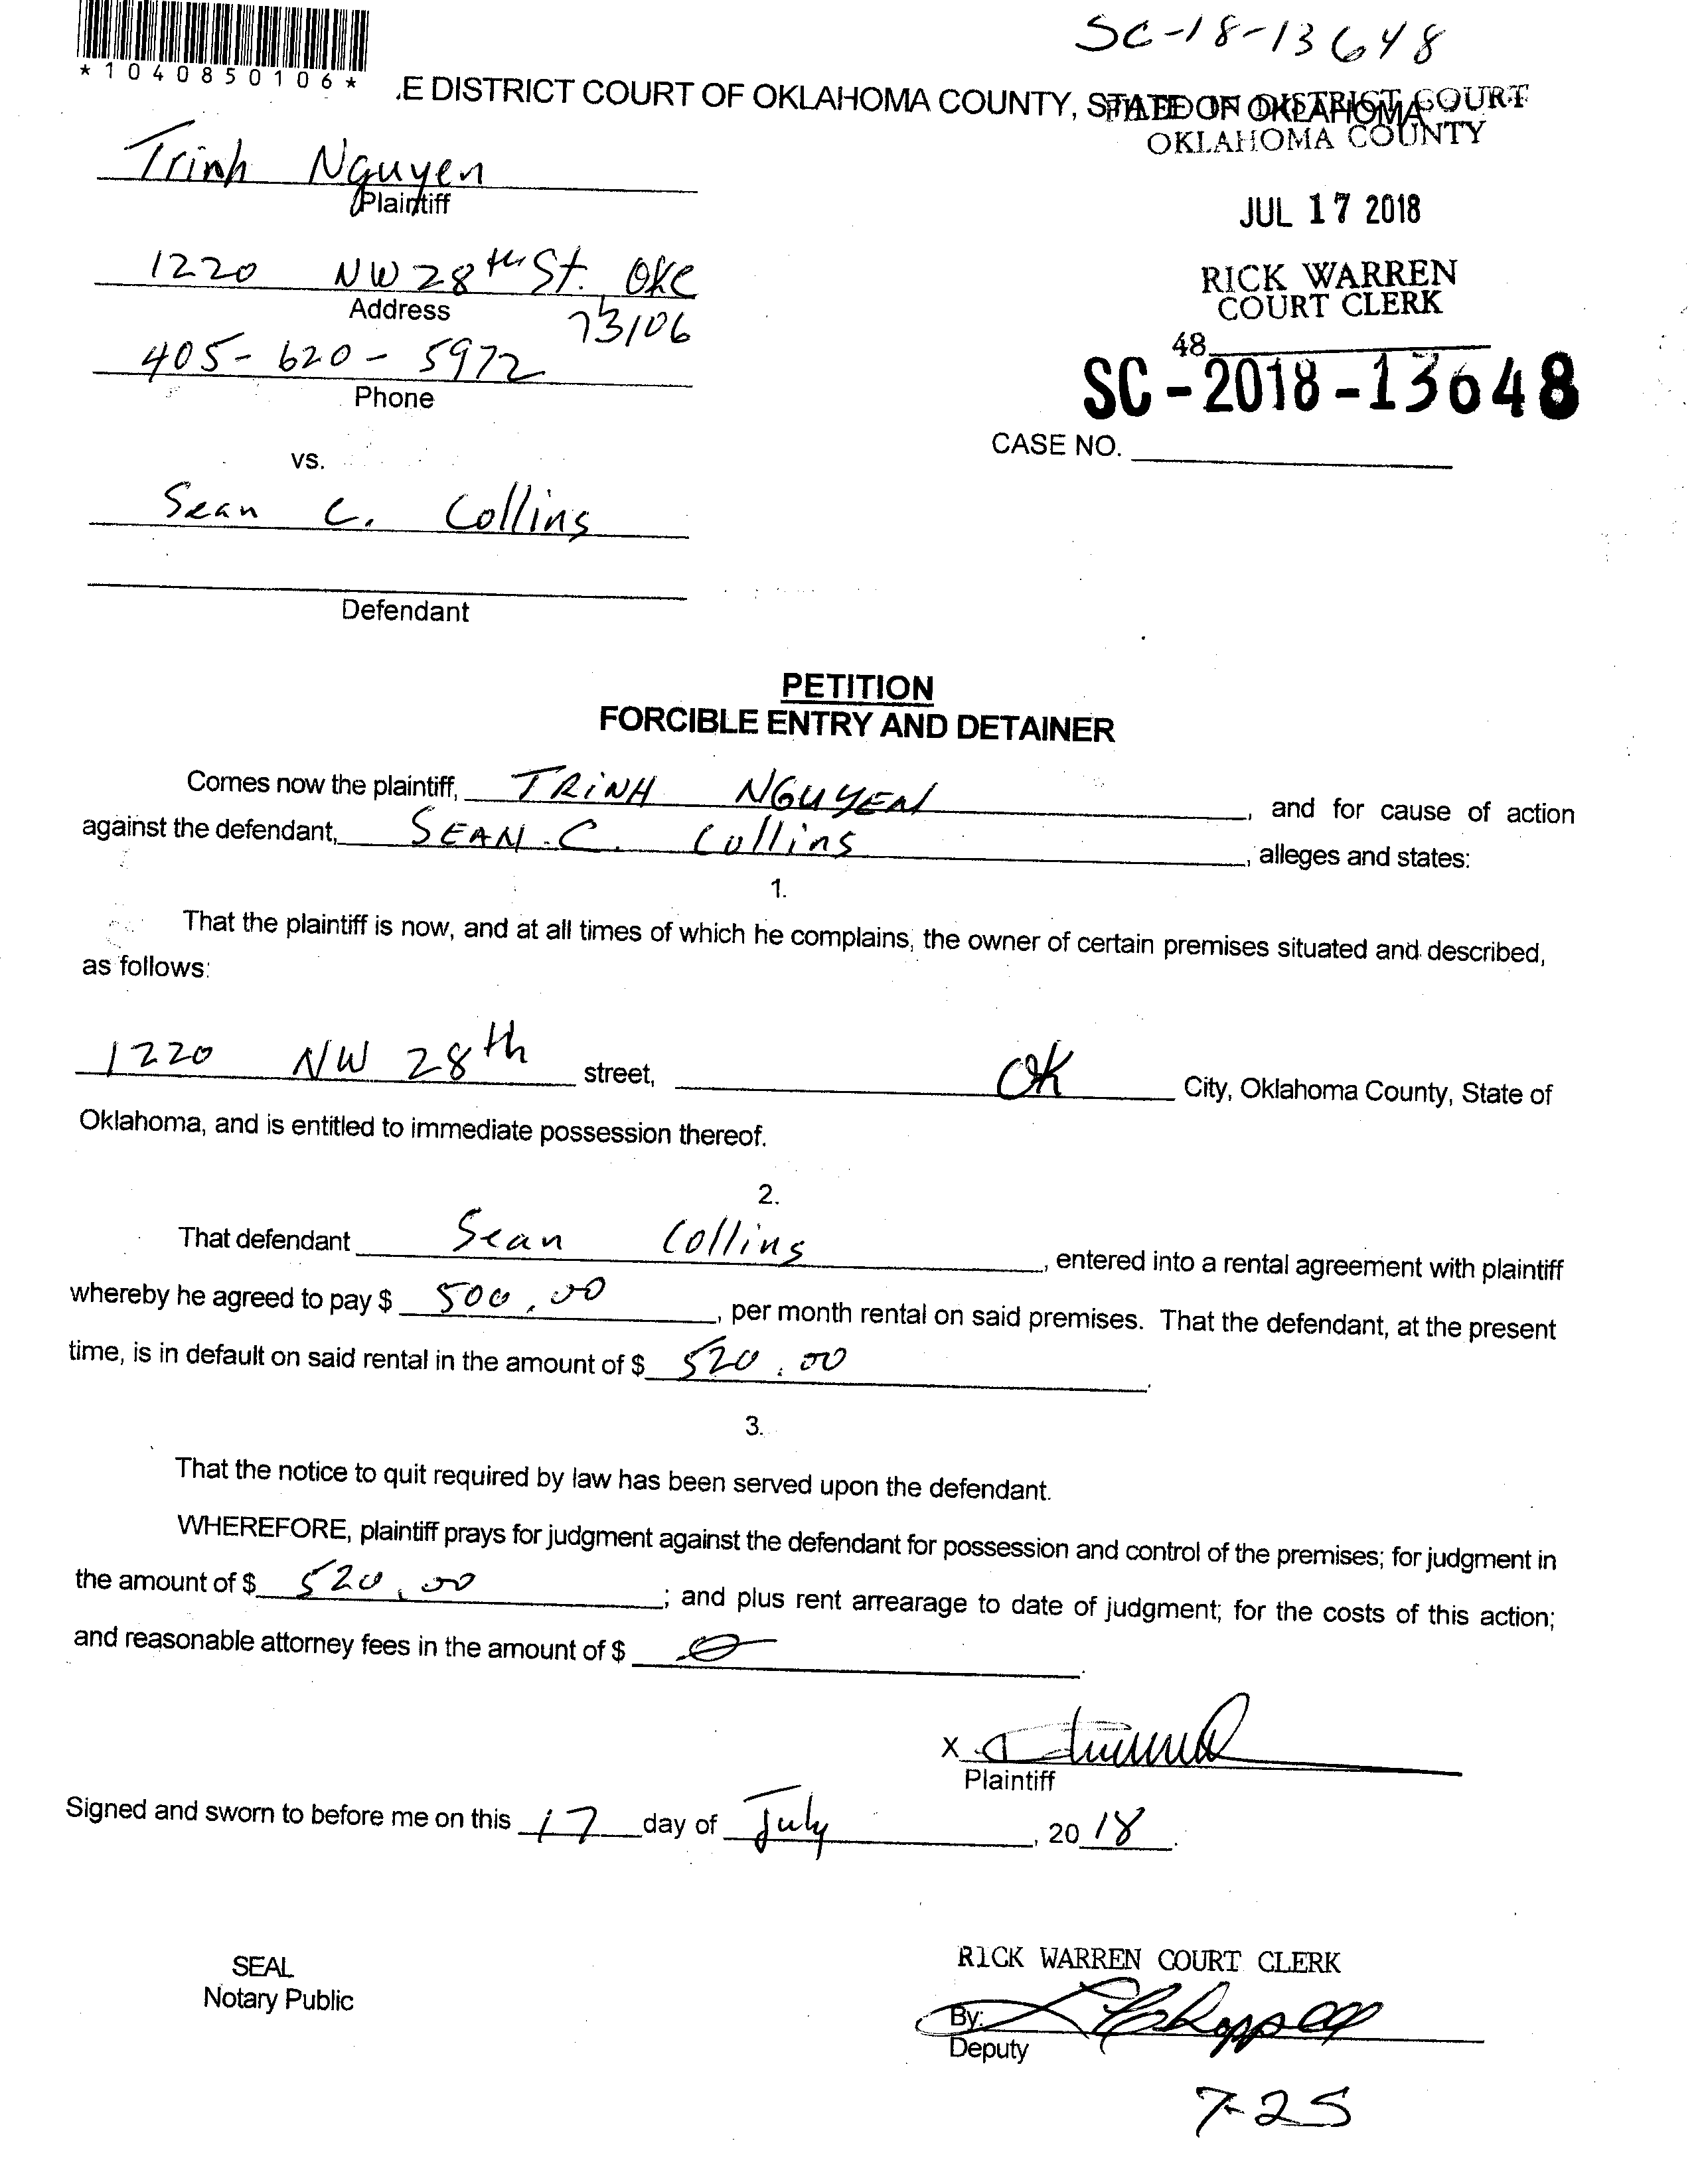 SC-18-13648
*1040850106*
.E DISTRICT COURT OF OKLAHOMA COUNTY, STATE OF OKLAHOMA
FILED IN DISTRICT COURT
OKLAHOMA COUNTY
Trinh Nguyen
Plaintiff
JUL 17 2018
1220 NW 28th St. OKC
Address
73106
RICK WARREN
COURT CLERK
405-620-5972
Phone
48
SC-2018-13648
CASE NO.
vs.
Sean C. Collins
Defendant
PETITION
FORCIBLE ENTRY AND DETAINER
Comes now the plaintiff, TRINH NGUYEN, and for cause of action
against the defendant, SEAN C. Collins, alleges and states:
1.
That the plaintiff is now, and at all times of which he complains, the owner of certain premises situated and described,
as follows:
1220 NW 28th street, OK City, Oklahoma County, State of
Oklahoma, and is entitled to immediate possession thereof.
2.
That defendant Sean Collins, entered into a rental agreement with plaintiff
whereby he agreed to pay $ 500.00, per month rental on said premises. That the defendant, at the present
time, is in default on said rental in the amount of $ 520.00.
3.
That the notice to quit required by law has been served upon the defendant.
WHEREFORE, plaintiff prays for judgment against the defendant for possession and control of the premises; for judgment in
the amount of $ 520.00; and plus rent arrearage to date of judgment; for the costs of this action;
and reasonable attorney fees in the amount of $ 0.
X
Plaintiff
Signed and sworn to before me on this 17 day of July, 2018.
SEAL
Notary Public
RICK WARREN COURT CLERK
By:
Deputy
7-25